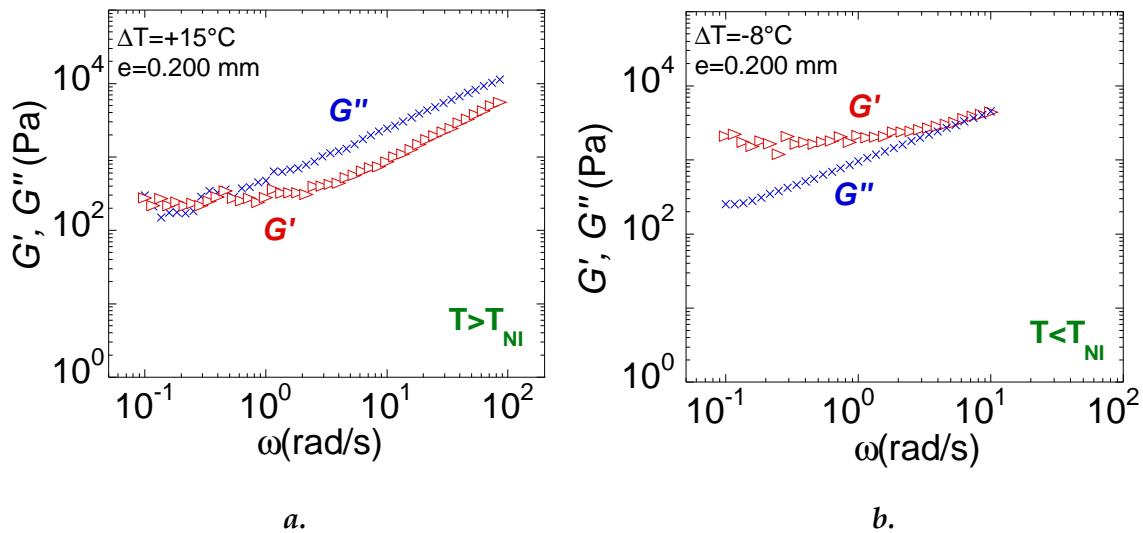 ΔT=+15°C
e=0.200 mm
G''
G'
T>T_NI
G', G'' (Pa)
10^4
10^2
10^0
10^-1
10^0
10^1
10^2
ω(rad/s)
a.
ΔT=-8°C
e=0.200 mm
G'
G''
T<T_NI
G', G'' (Pa)
10^4
10^2
10^0
10^-1
10^0
10^1
10^2
ω(rad/s)
b.